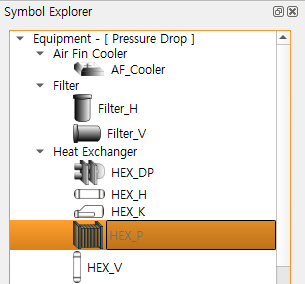 Symbol Explorer
Equipment - [ Pressure Drop ]
Air Fin Cooler
AF_Cooler
Filter
Filter_H
Filter_V
Heat Exchanger
HEX_DP
HEX_H
HEX_K
HEX_P
HEX_V